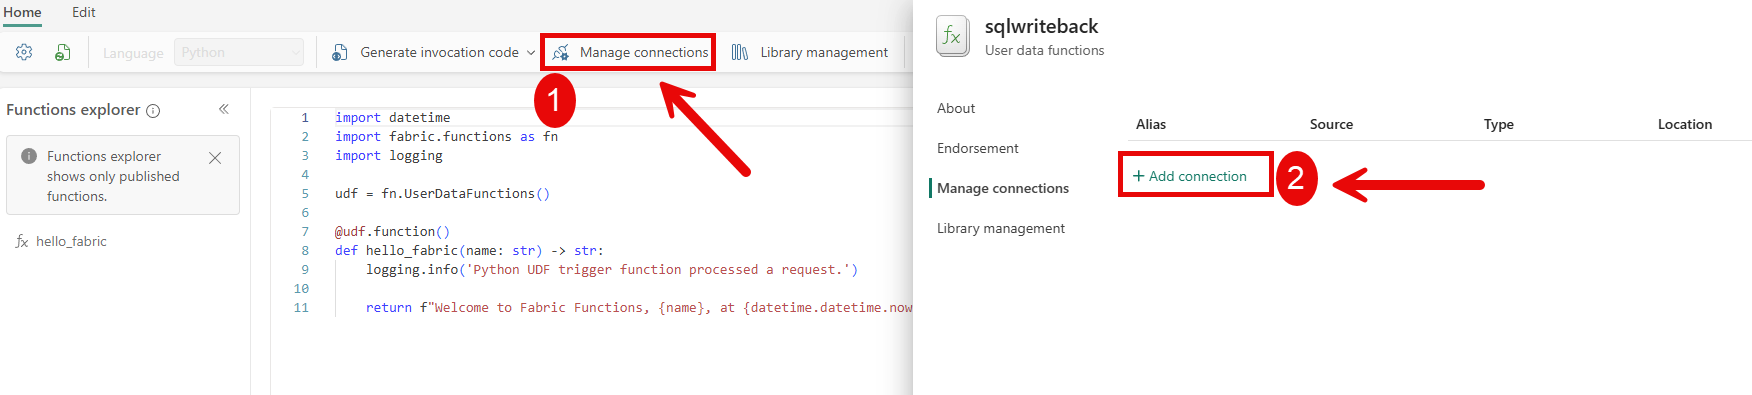 Home Edit
Language Python Generate invocation code Manage connections Library management
1
Functions explorer
Functions explorer
shows only published
functions.
hello_fabric
1 import datetime
2 import fabric.functions as fn
3 import logging
4
5 udf = fn.UserDataFunctions()
6
7 @udf.function()
8 def hello_fabric(name: str) -> str:
9 logging.info('Python UDF trigger function processed a request.')
10
11 return f"Welcome to Fabric Functions, {name}, at {datetime.datetime.now
sqlwriteback
User data functions
About
Endorsement
Manage connections
Library management
Alias Source Type Location
+ Add connection
2